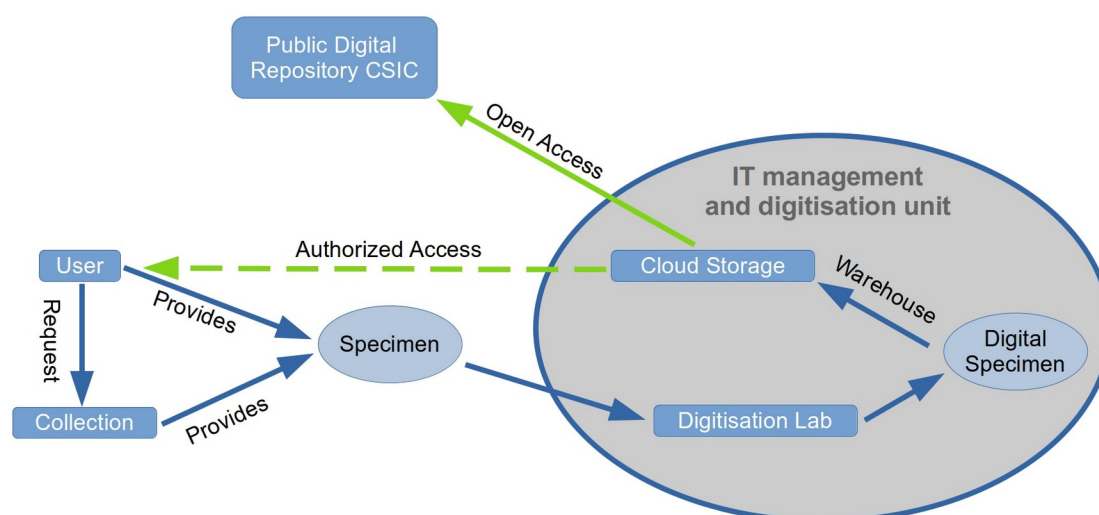 Public Digital
Repository CSIC
Open Access
IT management
and digitisation unit
Authorized Access
User
Cloud Storage
Provides
Warehouse
Request
Specimen
Digital
Specimen
Collection
Provides
Digitisation Lab